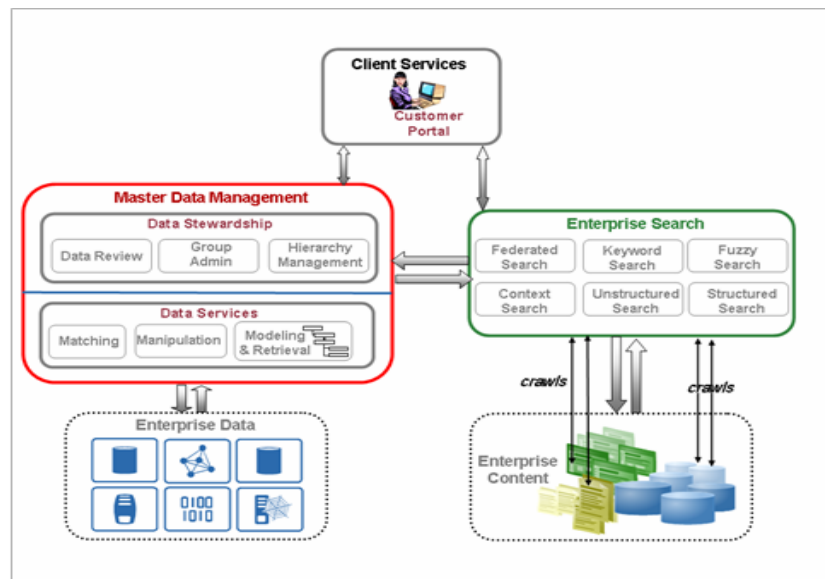 Client Services
Customer
Portal
Master Data Management
Data Stewardship
Data Review
Group
Admin
Hierarchy
Management
Data Services
Matching
Manipulation
Modeling
& Retrieval
Enterprise Search
Federated
Search
Keyword
Search
Fuzzy
Search
Context
Search
Unstructured
Search
Structured
Search
crawls
crawls
Enterprise Data
0100
1010
Enterprise
Content